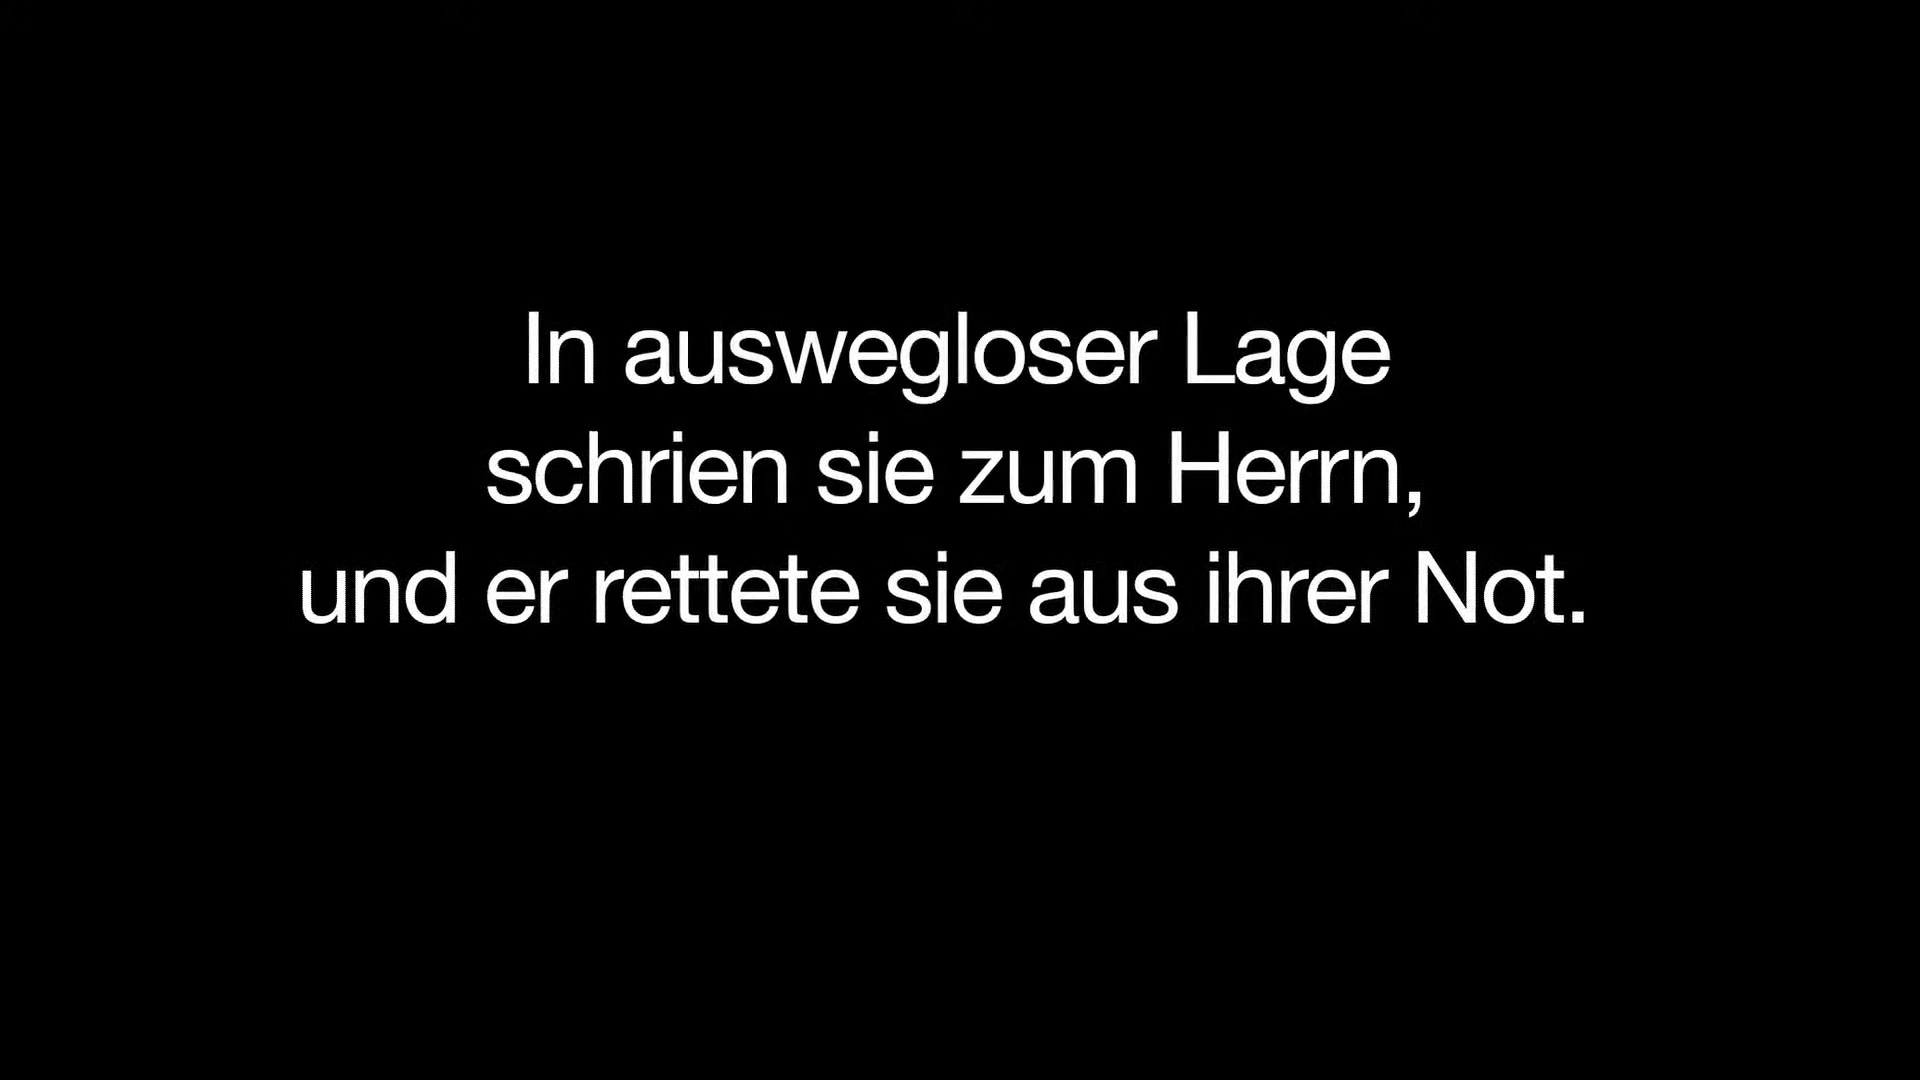 In auswegloser Lage
schrien sie zum Herrn,
und er rettete sie aus ihrer Not.